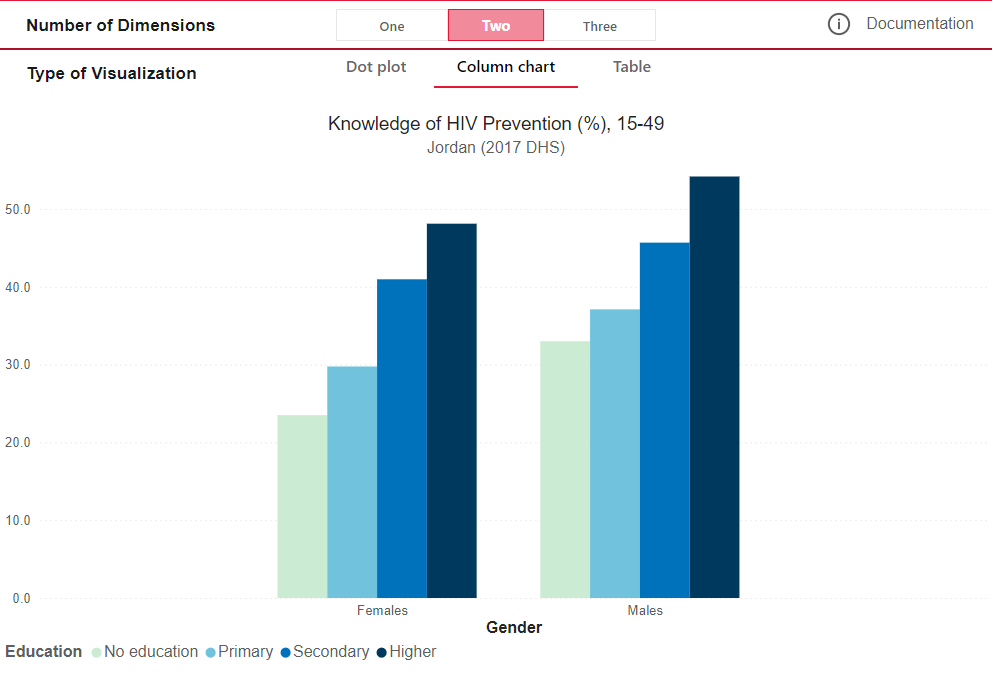 Number of Dimensions One Two Three Documentation
Type of Visualization Dot plot Column chart Table
Knowledge of HIV Prevention (%), 15-49
Jordan (2017 DHS)
50.0
40.0
30.0
20.0
10.0
0.0
Females Males
Gender
Education No education Primary Secondary Higher